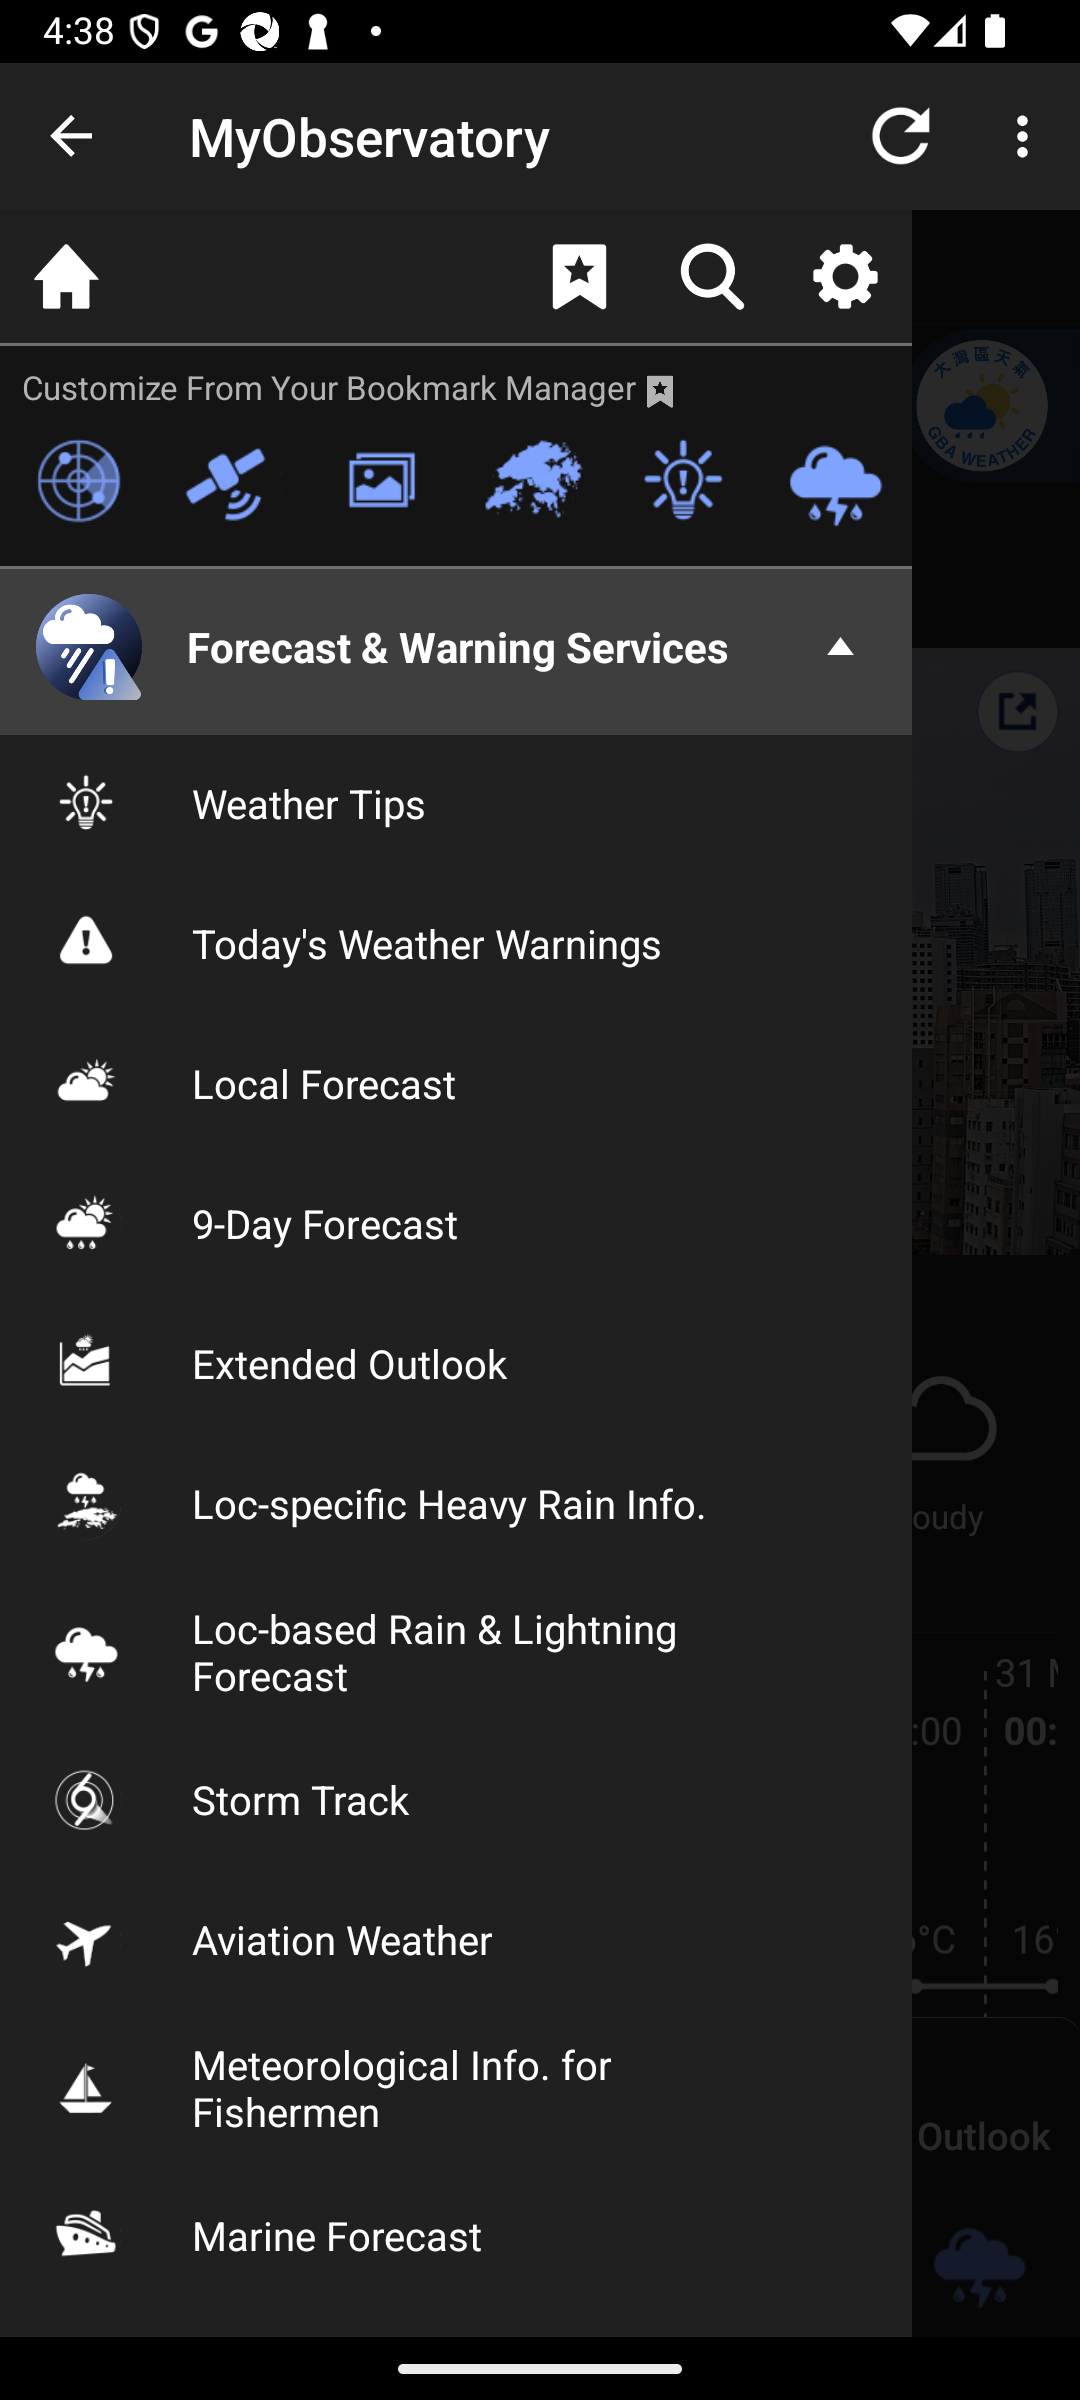 4:38
MyObservatory
Customize From Your Bookmark Manager
大灣區天氣
GBA WEATHER
Forecast & Warning Services
Weather Tips
Today's Weather Warnings
Local Forecast
9-Day Forecast
Extended Outlook
oudy
Loc-specific Heavy Rain Info.
Loc-based Rain & Lightning
Forecast
31 M
:00 00:
Storm Track
Aviation Weather
°C 16°
Meteorological Info. for
Fishermen
Outlook
Marine Forecast